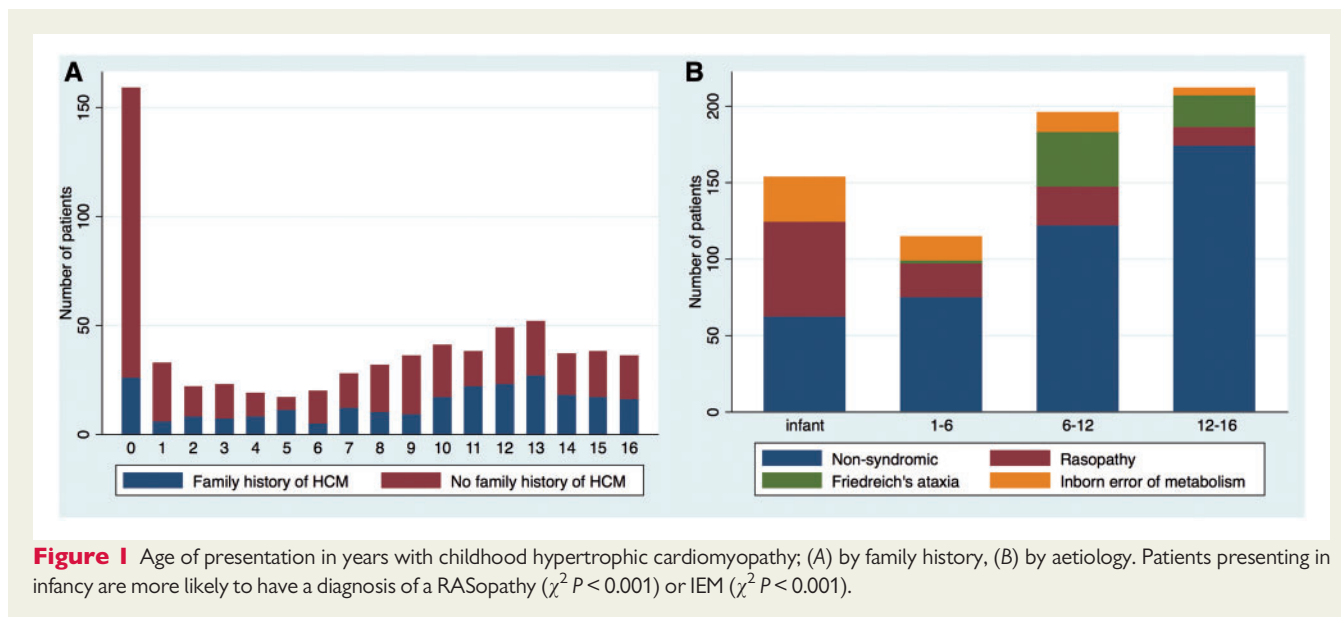 A
Number of patients
150
100
50
0
0 1 2 3 4 5 6 7 8 9 10 11 12 13 14 15 16
Family history of HCM No family history of HCM
B
Number of patients
200
150
100
50
0
infant 1-6 6-12 12-16
Non-syndromic Rasopathy
Friedreich's ataxia Inborn error of metabolism
Figure 1 Age of presentation in years with childhood hypertrophic cardiomyopathy; (A) by family history, (B) by aetiology. Patients presenting in
infancy are more likely to have a diagnosis of a RASopathy (χ² P < 0.001) or IEM (χ² P < 0.001).